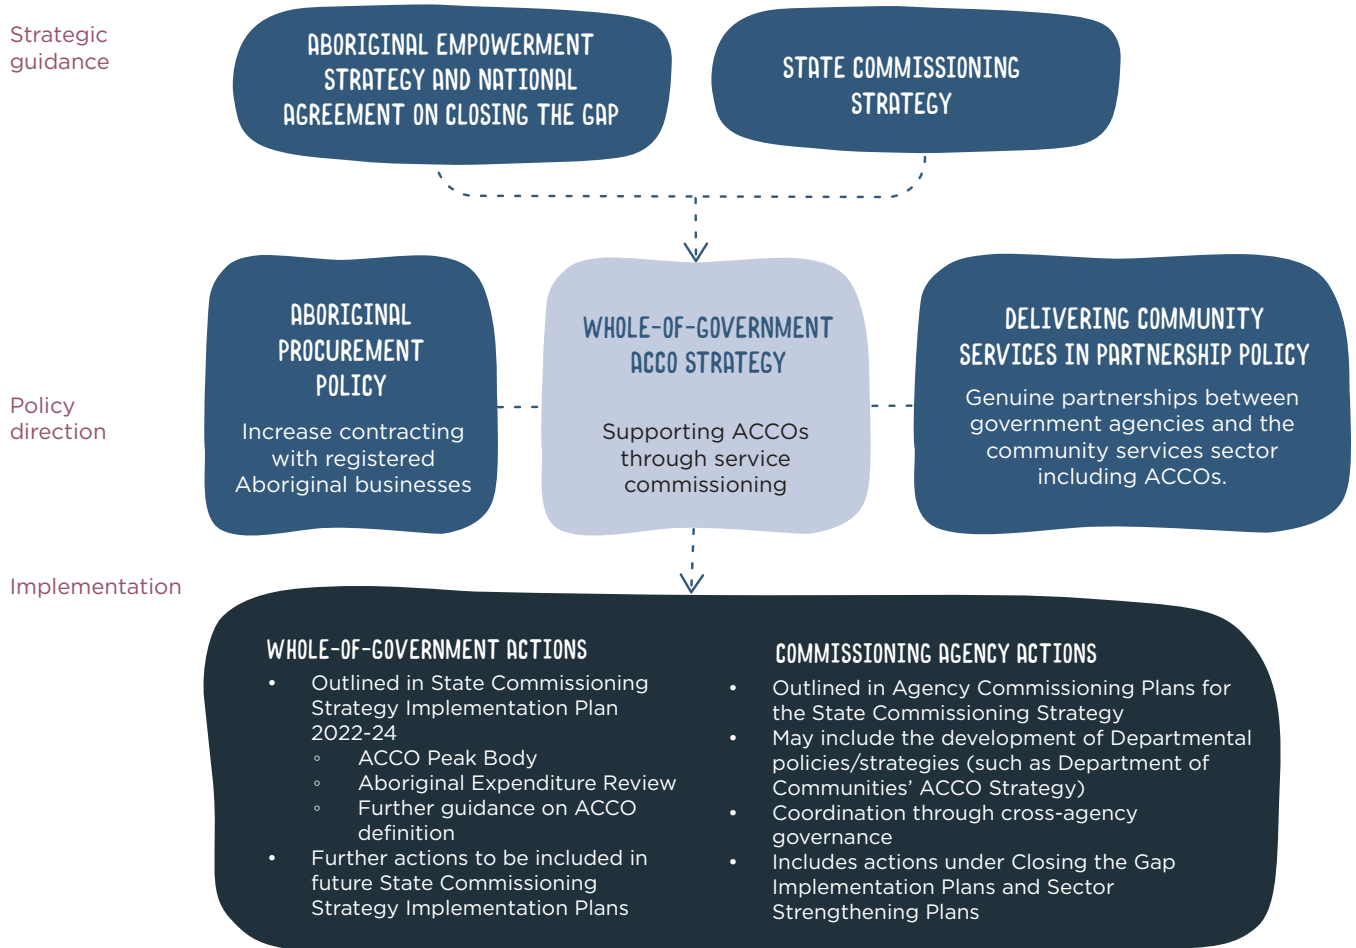 Strategic
guidance
ABORIGINAL EMPOWERMENT
STRATEGY AND NATIONAL
AGREEMENT ON CLOSING THE GAP
STATE COMMISSIONING
STRATEGY
Policy
direction
ABORIGINAL
PROCUREMENT
POLICY
Increase contracting
with registered
Aboriginal businesses
WHOLE-OF-GOVERNMENT
ACCO STRATEGY
Supporting ACCOs
through service
commissioning
DELIVERING COMMUNITY
SERVICES IN PARTNERSHIP POLICY
Genuine partnerships between
government agencies and the
community services sector
including ACCOs.
Implementation
WHOLE-OF-GOVERNMENT ACTIONS
• Outlined in State Commissioning
Strategy Implementation Plan
2022-24
◦ ACCO Peak Body
◦ Aboriginal Expenditure Review
◦ Further guidance on ACCO
definition
• Further actions to be included in
future State Commissioning
Strategy Implementation Plans
COMMISSIONING AGENCY ACTIONS
• Outlined in Agency Commissioning Plans for
the State Commissioning Strategy
• May include the development of Departmental
policies/strategies (such as Department of
Communities’ ACCO Strategy)
• Coordination through cross-agency
governance
• Includes actions under Closing the Gap
Implementation Plans and Sector
Strengthening Plans